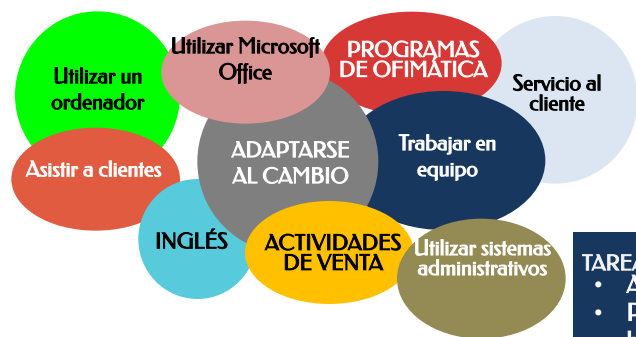 Utilizar un
ordenador
Utilizar Microsoft
Office
PROGRAMAS
DE OFIMÁTICA
Servicio al
cliente
Asistir a clientes
ADAPTARSE
AL CAMBIO
Trabajar en
equipo
INGLÉS
ACTIVIDADES
DE VENTA
Utilizar sistemas
administrativos
TAREA